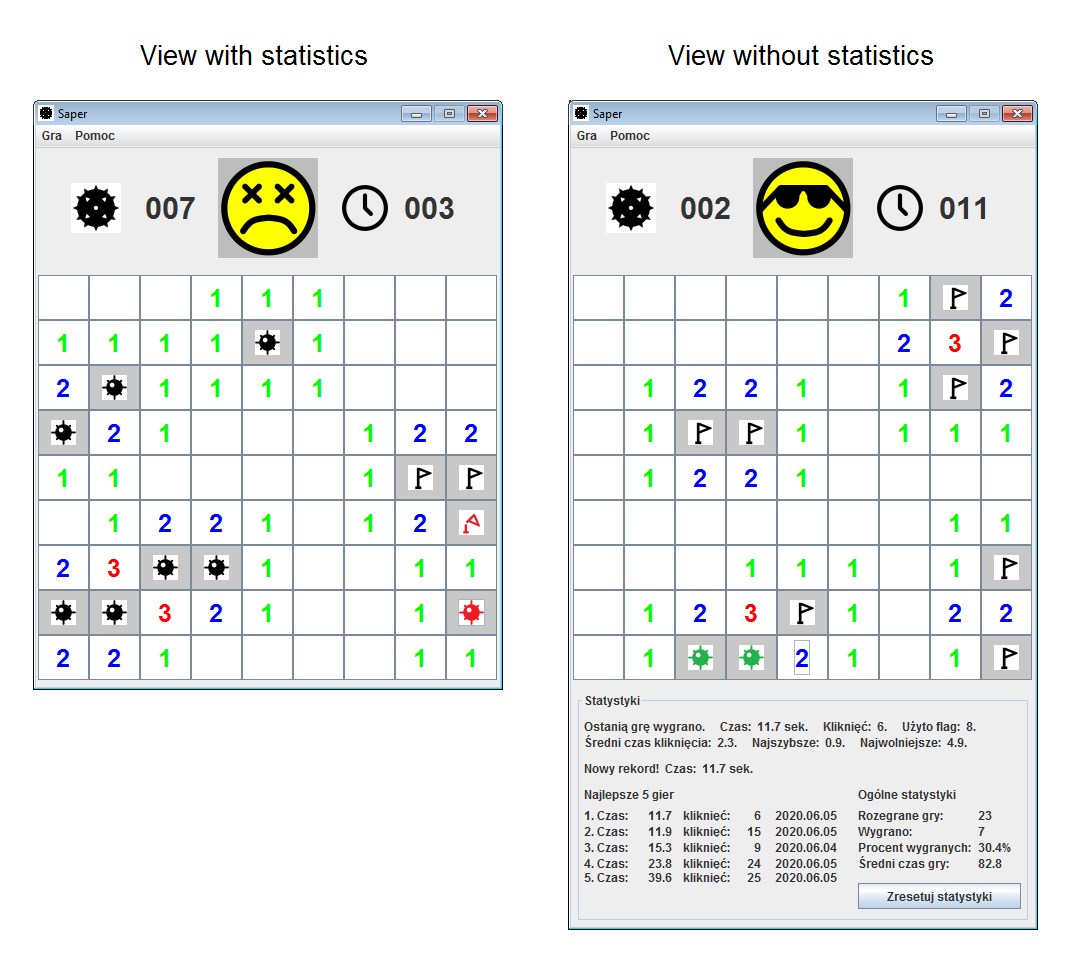 View with statistics
View without statistics
Saper
Gra Pomoc
007 003
1 1 1
1 1 1 1 1
2 1 1 1 1
2 1 1 2 2
1 1 1
1 2 2 1 1 2
2 3 1 1 1
3 2 1 1
2 2 1 1 1
Saper
Gra Pomoc
002 011
1 2
2 3
1 2 2 1 1 2
1 1 1 1 1
1 2 2 1
1 1
1 1 1 1
1 2 3 1 2 2
1 2 1 1
Statystyki
Ostanią grę wygrano. Czas: 11.7 sek. Kliknięć: 6. Użyto flag: 8.
Średni czas kliknięcia: 2.3. Najszybsze: 0.9. Najwolniejsze: 4.9.
Nowy rekord! Czas: 11.7 sek.
Najlepsze 5 gier
1. Czas: 11.7 kliknięć: 6 2020.06.05
2. Czas: 11.9 kliknięć: 15 2020.06.05
3. Czas: 15.3 kliknięć: 9 2020.06.04
4. Czas: 23.8 kliknięć: 24 2020.06.05
5. Czas: 39.6 kliknięć: 25 2020.06.05
Ogólne statystyki
Rozegrane gry: 23
Wygrano: 7
Procent wygranych: 30.4%
Średni czas gry: 82.8
Zresetuj statystyki